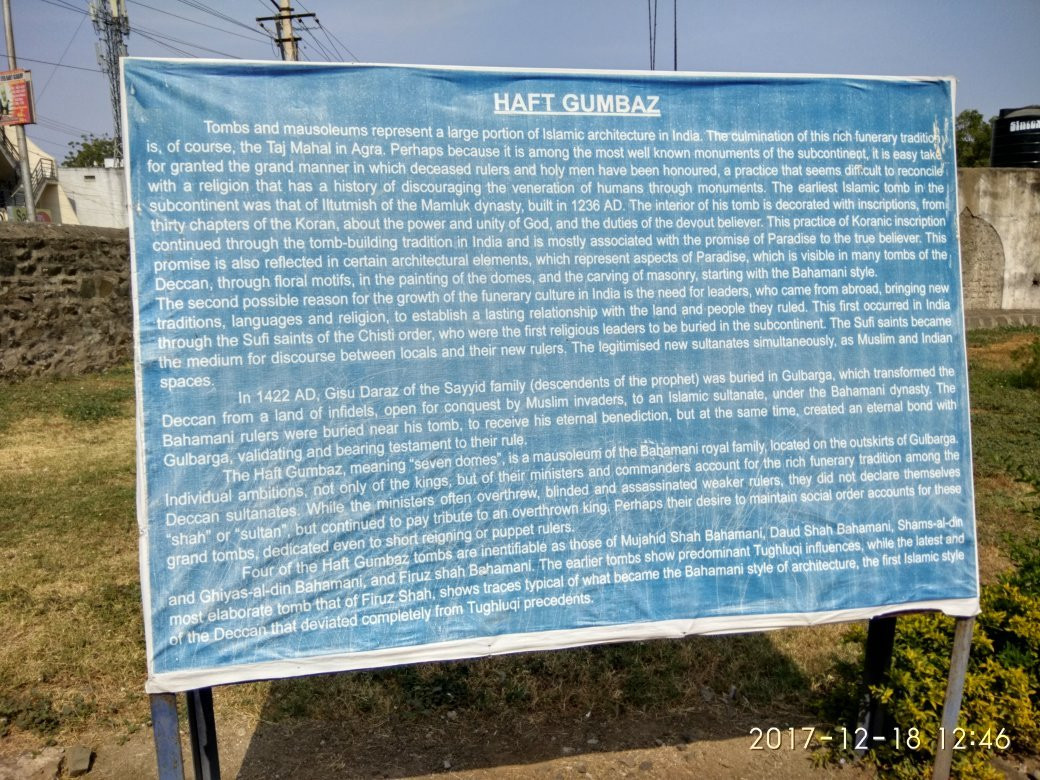 HAFT GUMBAZ
Tombs and mausoleums represent a large portion of Islamic architecture in India. The culmination of this rich funerary tradition
is, of course, the Taj Mahal in Agra. Perhaps because it is among the most well known monuments of the subcontinent, it is easy take
for granted the grand manner in which deceased rulers and holy men have been honoured, a practice that seems difficult to reconcile
with a religion that has a history of discouraging the veneration of humans through monuments. The earliest Islamic tomb in the
subcontinent was that of Iltutmish of the Mamluk dynasty, built in 1236 AD. The interior of his tomb is decorated with inscriptions, from
thirty chapters of the Koran, about the power and unity of God, and the duties of the devout believer. This practice of Koranic inscription
continued through the tomb-building tradition in India and is mostly associated with the promise of Paradise to the true believer. This
promise is also reflected in certain architectural elements, which represent aspects of Paradise, which is visible in many tombs of the
Deccan, through floral motifs, in the painting of the domes, and the carving of masonry, starting with the Bahamani style.
The second possible reason for the growth of the funerary culture in India is the need for leaders, who came from abroad, bringing new
traditions, languages and religion, to establish a lasting relationship with the land and people they ruled. This first occurred in India
through the Sufi saints of the Chisti order, who were the first religious leaders to be buried in the subcontinent. The Sufi saints became
the medium for discourse between locals and their new rulers. The legitimised new sultanates simultaneously, as Muslim and Indian
spaces.
In 1422 AD, Gisu Daraz of the Sayyid family (descendents of the prophet) was buried in Gulbarga, which transformed the
Deccan from a land of infidels, open for conquest by Muslim invaders, to an Islamic sultanate, under the Bahamani dynasty. The
Bahamani rulers were buried near his tomb, to receive his eternal benediction, but at the same time, created an eternal bond with
Gulbarga, validating and bearing testament to their rule.
The Haft Gumbaz, meaning "seven domes", is a mausoleum of the Bahamani royal family, located on the outskirts of Gulbarga.
Individual ambitions, not only of the kings, but of their ministers and commanders account for the rich funerary tradition among the
Deccan sultanates. While the ministers often overthrew, blinded and assassinated weaker rulers, they did not declare themselves
"shah" or "sultan", but continued to pay tribute to an overthrown king. Perhaps their desire to maintain social order accounts for these
grand tombs, dedicated even to short reigning or puppet rulers.
Four of the Haft Gumbaz tombs are inentifiable as those of Mujahid Shah Bahamani, Daud Shah Bahamani, Shams-al-din
and Ghiyas-al-din Bahamani, and Firuz shah Bahamani. The earlier tombs show predominant Tughluqi influences, while the latest and
most elaborate tomb that of Firuz Shah, shows traces typical of what became the Bahamani style of architecture, the first Islamic style
of the Deccan that deviated completely from Tughluqi precedents.
2017-12-18 12:46